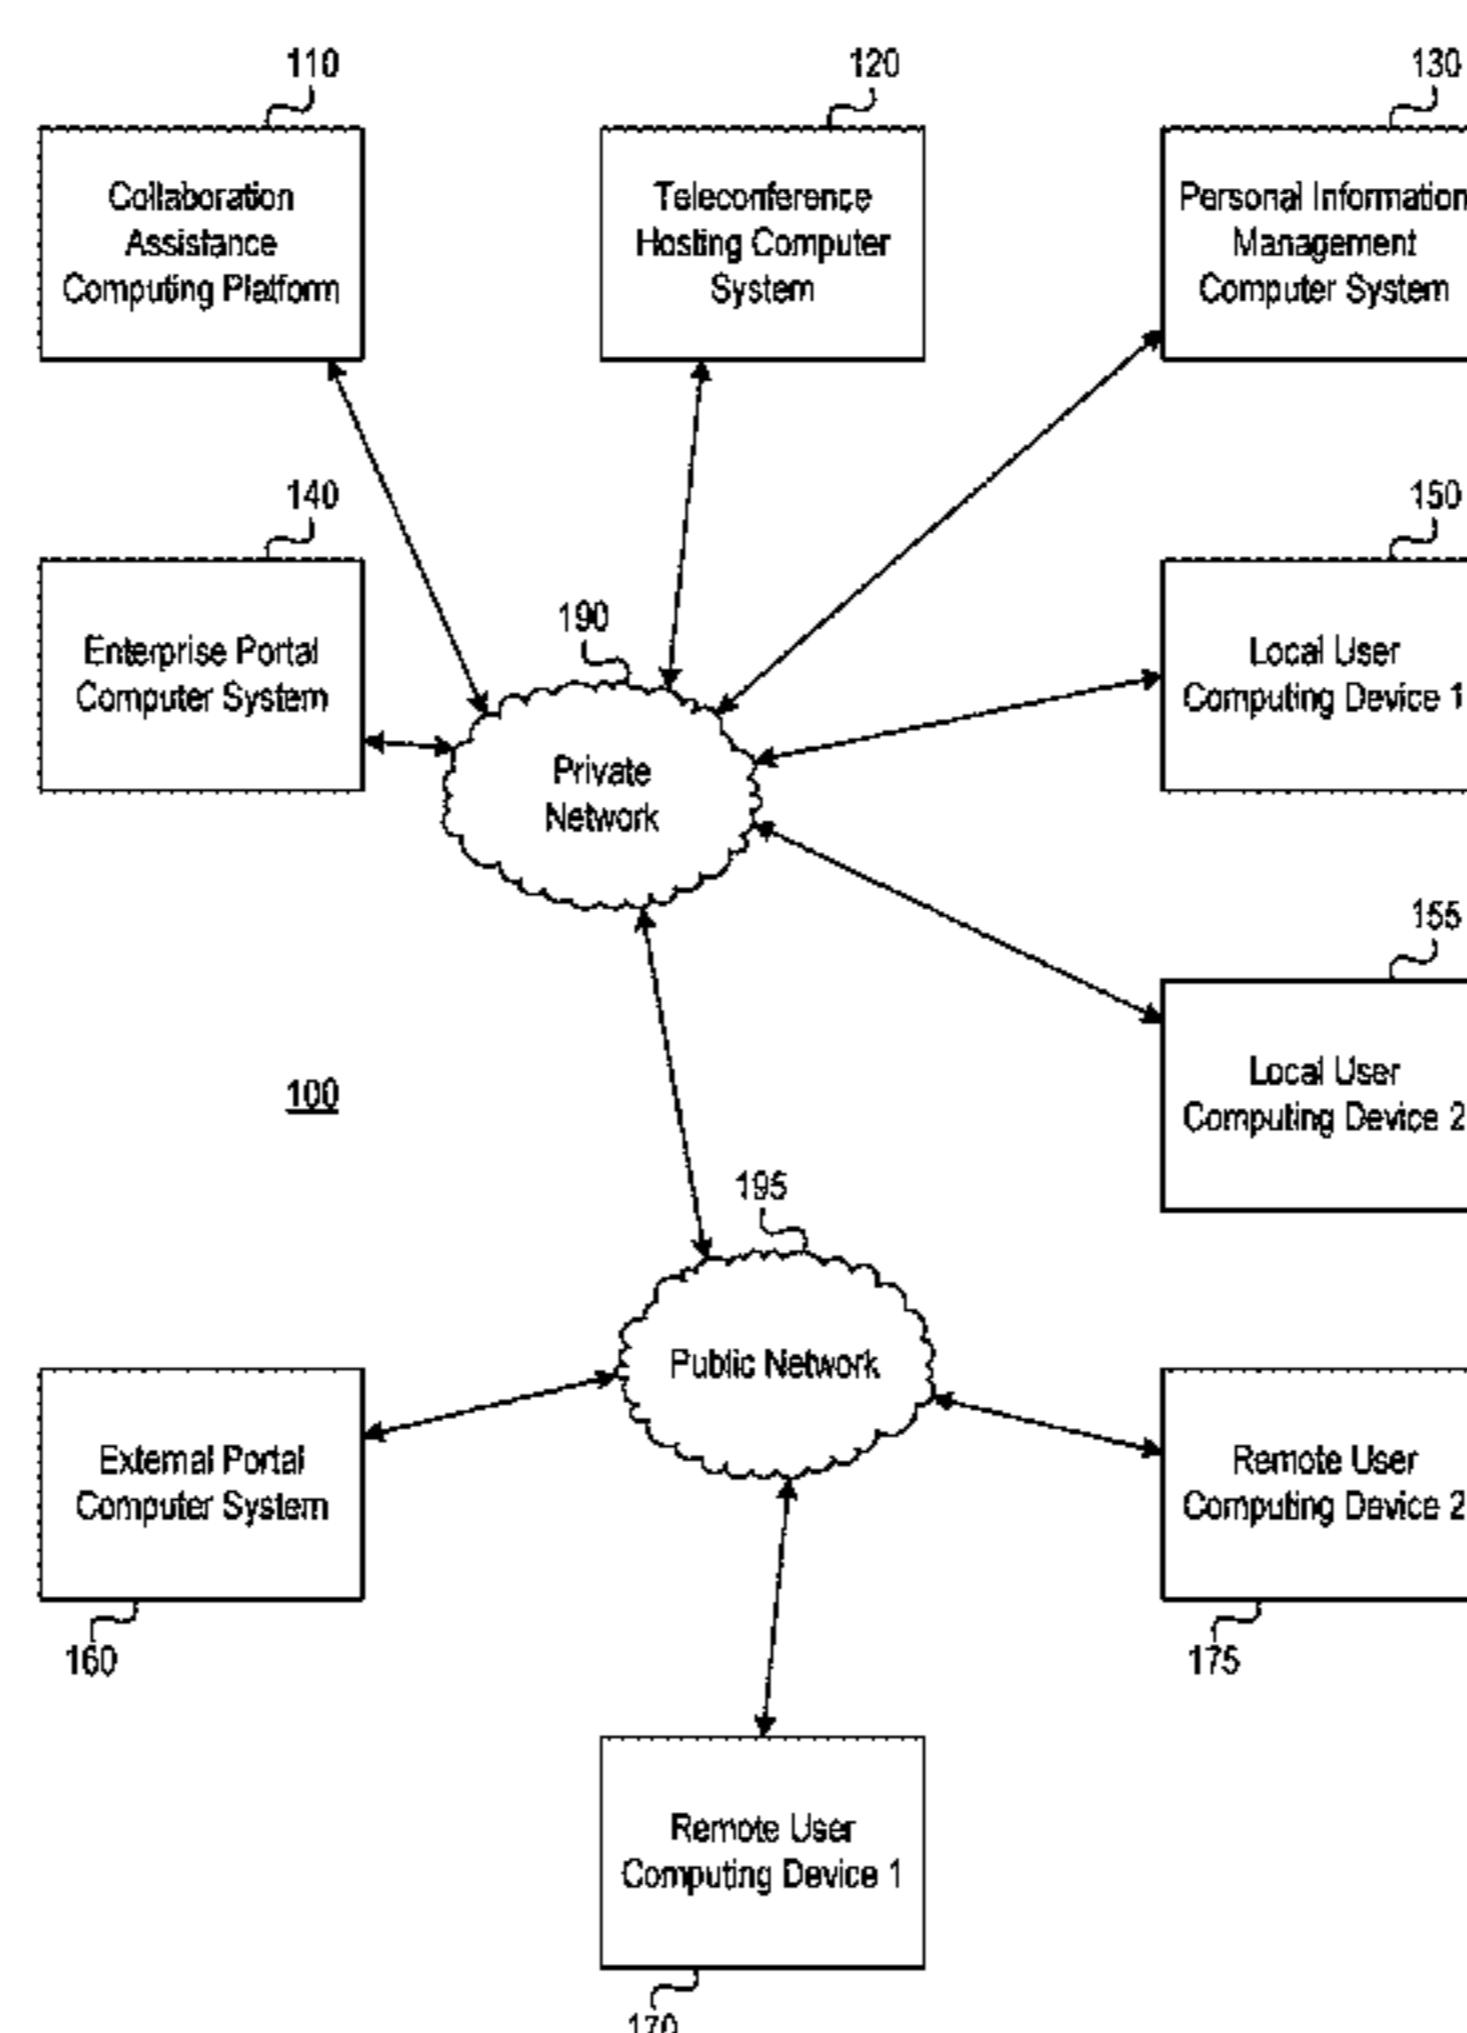 110
120
130
Collaboration
Assistance
Computing Platform
Teleconference
Hosting Computer
System
Personal Information
Management
Computer System
140
150
190
Enterprise Portal
Computer System
Local User
Computing Device 1
Private
Network
155
Local User
Computing Device 2
100
195
Public Network
External Portal
Computer System
Remote User
Computing Device 2
160
175
Remote User
Computing Device 1
170